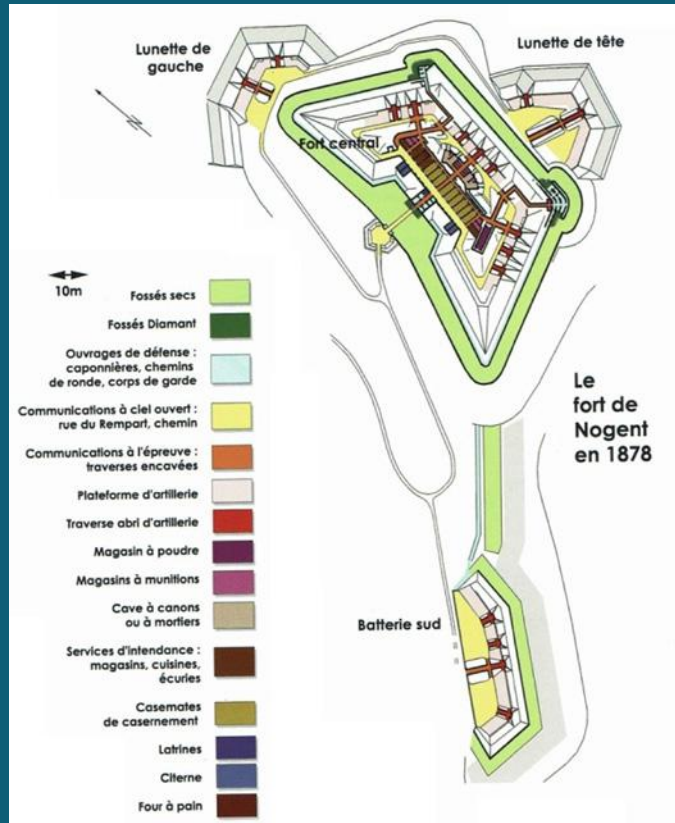 Lunette de
gauche
Lunette de tête
Fort central
10m
Fossés secs
Fossés Diamant
Ouvrages de défense :
caponnières, chemins
de ronde, corps de garde
Communications à ciel ouvert :
rue du Rempart, chemin
Communications à l'épreuve :
traverses encavées
Plateforme d'artillerie
Traverse abri d'artillerie
Magasin à poudre
Magasins à munitions
Cave à canons
ou à mortiers
Services d'intendance :
magasins, cuisines,
écuries
Casemates
de casernement
Latrines
Citerne
Four à pain
Le
fort de
Nogent
en 1878
Batterie sud